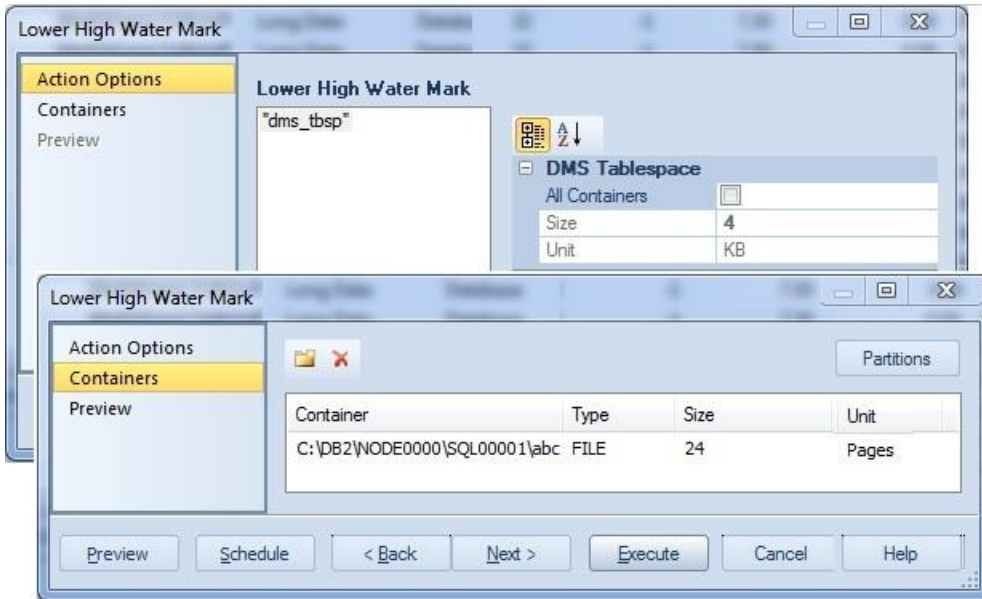 Lower High Water Mark
Action Options
Containers
Preview
Lower High Water Mark
"dms_tbsp"
DMS Tablespace
All Containers
Size 4
Unit KB
Lower High Water Mark
Action Options
Containers
Preview
Partitions
Container Type Size Unit
C:\DB2\NODE0000\SQL00001\abc FILE 24 Pages
Preview Schedule < Back Next > Execute Cancel Help